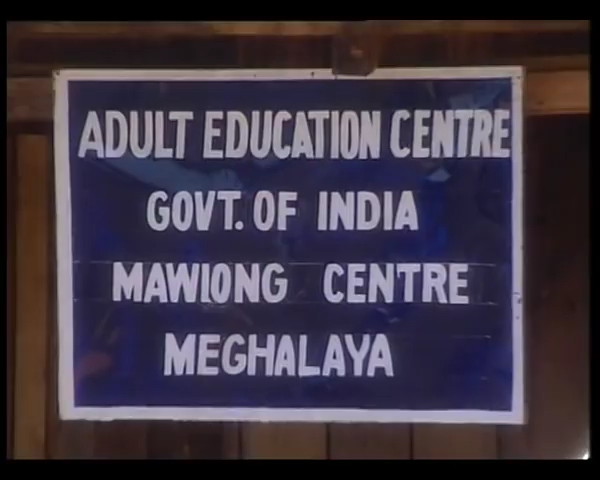 ADULT EDUCATION CENTRE
GOVT. OF INDIA
MAWIONG CENTRE
MEGHALAYA